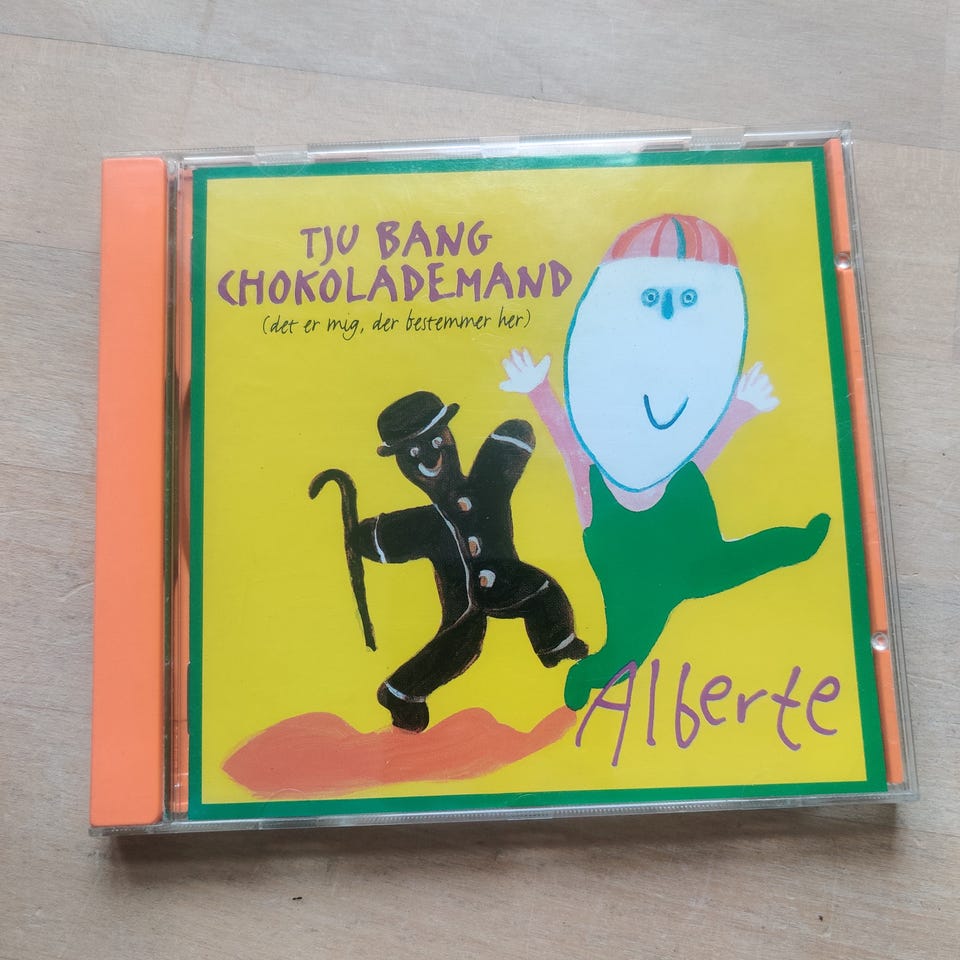 TJU BANG
CHOKOLADEMAND
(det er mig, der bestemmer her)
Alberte